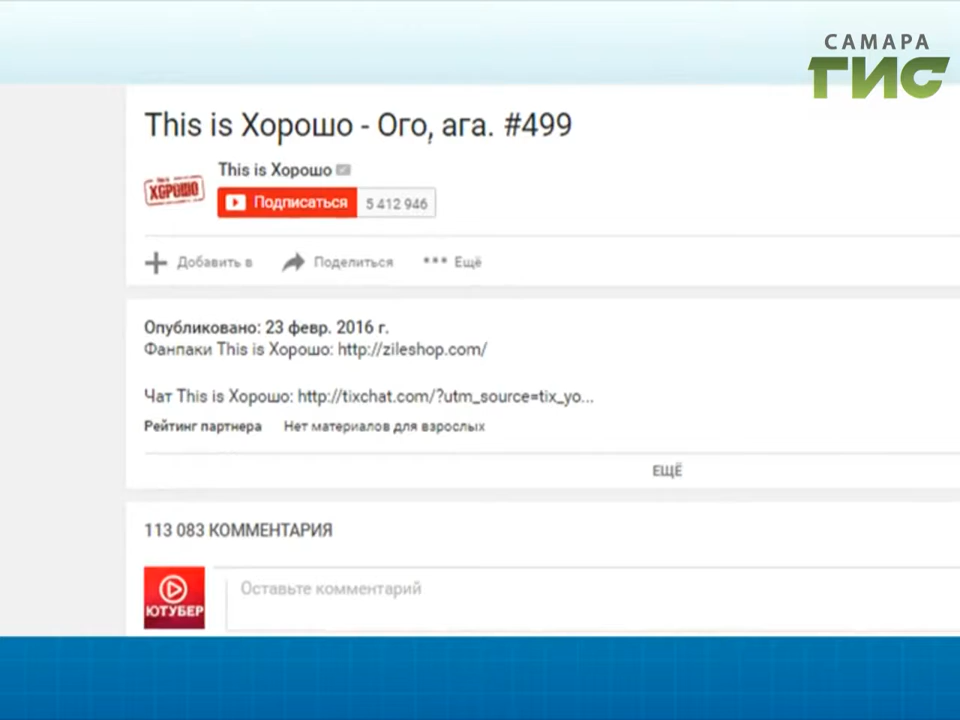 САМАРА
ГИС
This is Хорошо - Ого, ага. #499
This is Хорошо
ХОРОШО
Подписаться
5 412 946
Добавить в
Поделиться
Ещё
Опубликовано: 23 февр. 2016 г.
Фанпаки This is Хорошо: http://zileshop.com/
Чат This is Хорошо: http://tixchat.com/?utm_source=tix_yo...
Рейтинг партнера Нет материалов для взрослых
ЕЩЁ
113 083 КОММЕНТАРИЯ
ЮТУБЕР
Оставьте комментарий